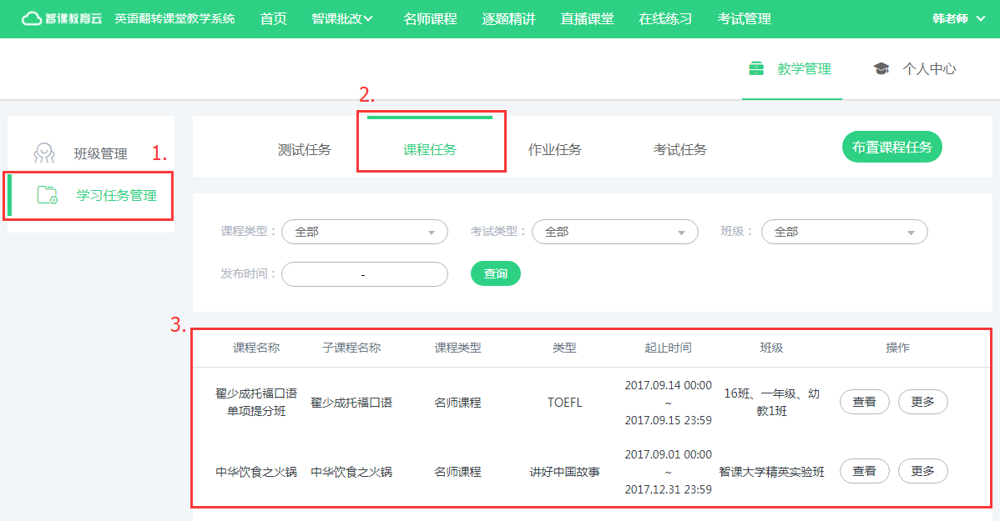 智课教育云 英语翻转课堂教学系统 首页 智课批改 名师课程 逐题精讲 直播课堂 在线练习 考试管理 韩老师
教学管理 个人中心
2.
班级管理 1.
学习任务管理
测试任务 课程任务 作业任务 考试任务 布置课程任务
课程类型： 全部 考试类型： 全部 班级： 全部
发布时间： - 查询
3.
课程名称 子课程名称 课程类型 类型 起止时间 班级 操作
翟少成托福口语
单项提分班
翟少成托福口语
名师课程
TOEFL
2017.09.14 00:00
~
2017.09.15 23:59
16班、一年级、幼
教1班
查看 更多
中华饮食之火锅 中华饮食之火锅 名师课程 讲好中国故事
2017.09.01 00:00
~
2017.12.31 23:59
智课大学精英实验班 查看 更多